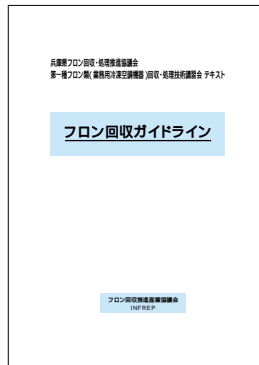 兵庫県フロン回収・処理推進協議会
第一種フロン類(業務用冷凍空調機器)回収・処理技術講習会 テキスト
フロン回収ガイドライン
フロン回収推進産業協議会
INFREP